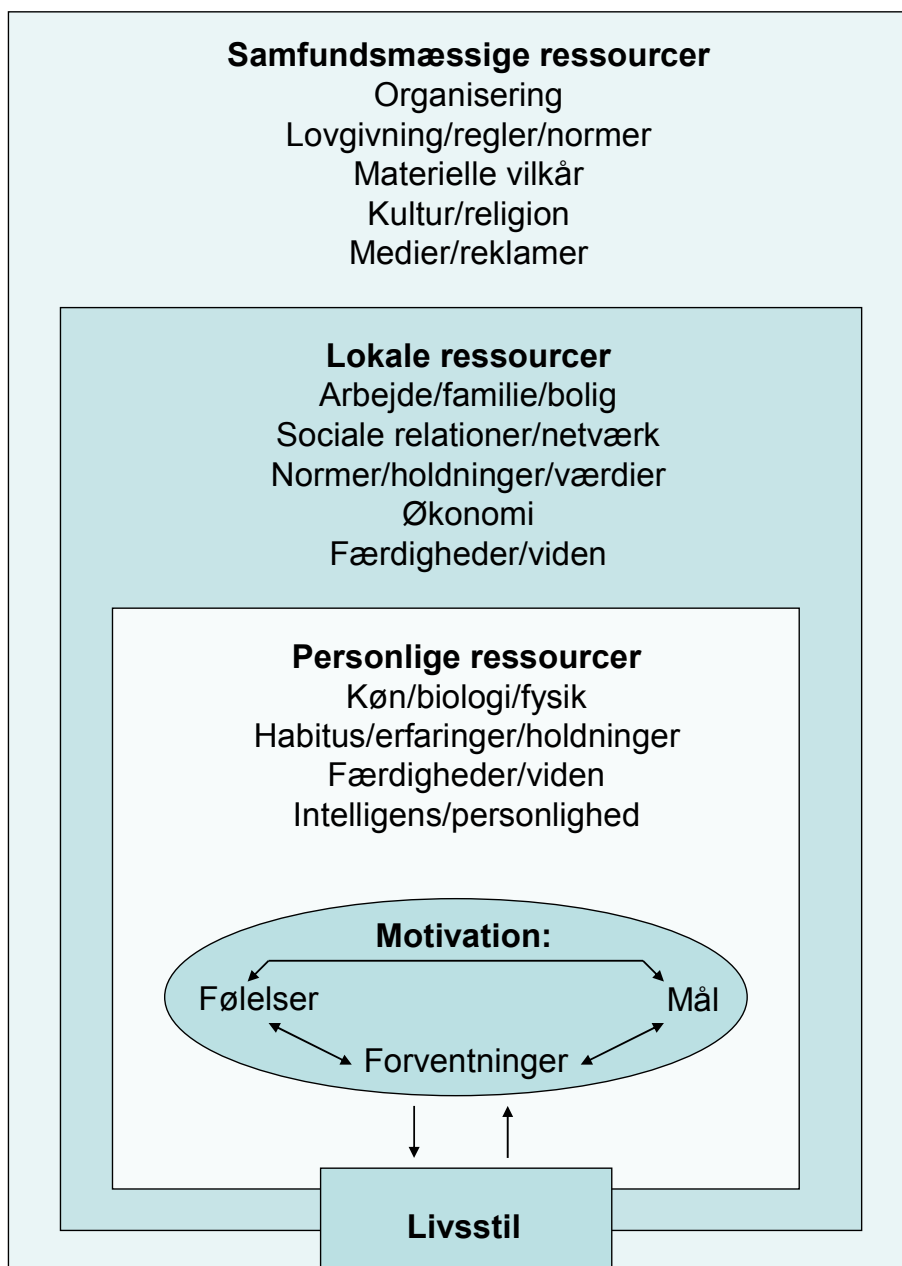 Samfundsmæssige ressourcer
Organisering
Lovgivning/regler/normer
Materielle vilkår
Kultur/religion
Medier/reklamer
Lokale ressourcer
Arbejde/familie/bolig
Sociale relationer/netværk
Normer/holdninger/værdier
Økonomi
Færdigheder/viden
Personlige ressourcer
Køn/biologi/fysik
Habitus/erfaringer/holdninger
Færdigheder/viden
Intelligens/personlighed
Motivation:
Følelser
Mål
Forventninger
Livsstil